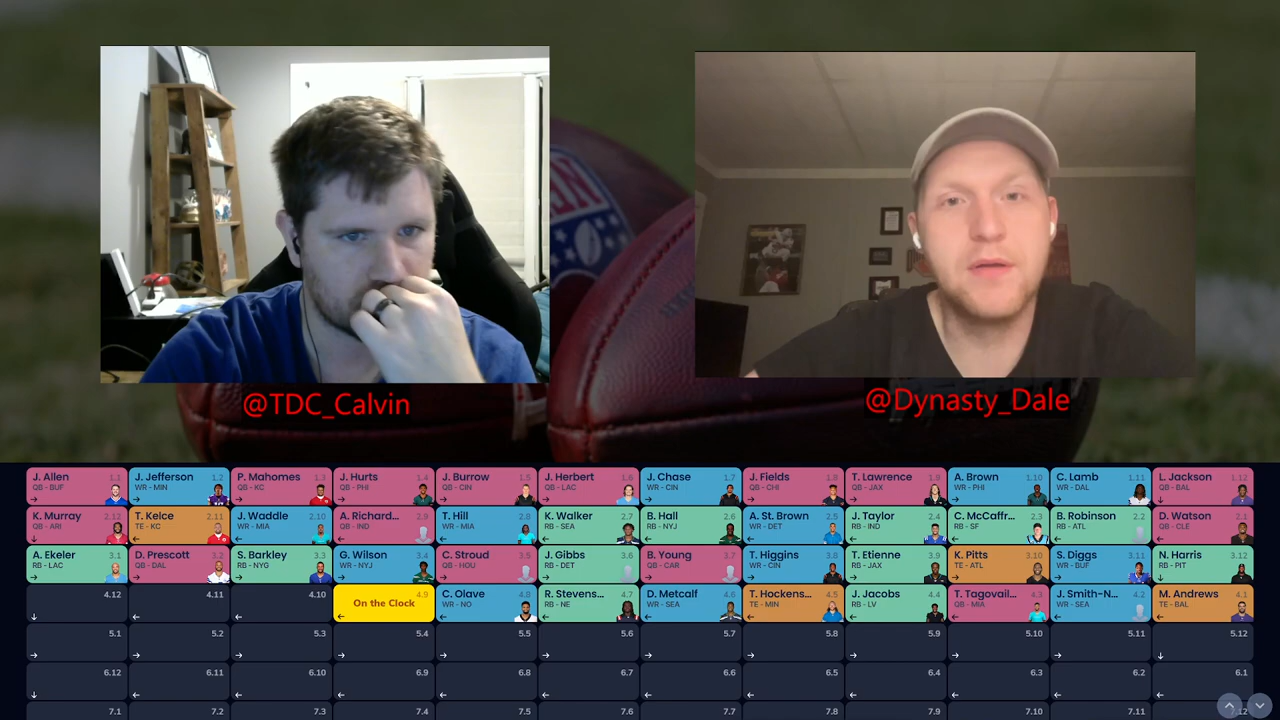 @TDC_Calvin
@Dynasty_Dale
J. Allen 1.1
QB - BUF
J. Jefferson 1.2
WR - MIN
P. Mahomes 1.3
QB - KC
J. Hurts 1.4
QB - PHI
J. Burrow 1.5
QB - CIN
J. Herbert 1.6
QB - LAC
J. Chase 1.7
WR - CIN
J. Fields 1.8
QB - CHI
T. Lawrence 1.9
QB - JAX
A. Brown 1.10
WR - PHI
C. Lamb 1.11
WR - DAL
L. Jackson 1.12
QB - BAL
K. Murray 2.12
QB - ARI
T. Kelce 2.11
TE - KC
J. Waddle 2.10
WR - MIA
A. Richard... 2.9
QB - IND
T. Hill 2.8
WR - MIA
K. Walker 2.7
RB - SEA
B. Hall 2.6
RB - NYJ
A. St. Brown 2.5
WR - DET
J. Taylor 2.4
RB - IND
C. McCaffr... 2.3
RB - SF
B. Robinson 2.2
RB - ATL
D. Watson 2.1
QB - CLE
A. Ekeler 3.1
RB - LAC
D. Prescott 3.2
QB - DAL
S. Barkley 3.3
RB - NYG
G. Wilson 3.4
WR - NYJ
C. Stroud 3.5
QB - HOU
J. Gibbs 3.6
RB - DET
B. Young 3.7
QB - CAR
T. Higgins 3.8
WR - CIN
T. Etienne 3.9
RB - JAX
K. Pitts 3.10
TE - ATL
S. Diggs 3.11
WR - BUF
N. Harris 3.12
RB - PIT
4.12
4.11
4.10
4.9
On the Clock
C. Olave 4.8
WR - NO
R. Stevens... 4.7
RB - NE
D. Metcalf 4.6
WR - SEA
T. Hockens... 4.5
TE - MIN
J. Jacobs 4.4
RB - LV
T. Tagovail... 4.3
QB - MIA
J. Smith-N... 4.2
WR - SEA
M. Andrews 4.1
TE - BAL
5.1
5.2
5.3
5.4
5.5
5.6
5.7
5.8
5.9
5.10
5.11
5.12
6.12
6.11
6.10
6.9
6.8
6.7
6.6
6.5
6.4
6.3
6.2
6.1
7.1
7.2
7.3
7.4
7.5
7.6
7.7
7.8
7.9
7.10
7.11